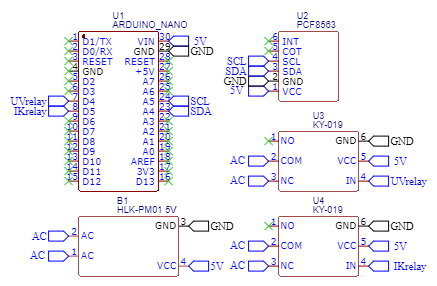 U1
ARDUINO_NANO
1 D1/TX VIN 30 5V
2 D0/RX GND 29 GND
3 RESET RESET 28
4 GND +5V 27
5 D2 A7 26
6 D3 A6 25
UVrelay 7 D4 A5 24 SCL
IKrelay 8 D5 A4 23 SDA
9 D6 A3 22
10 D7 A2 21
11 D8 A1 20
12 D9 A0 19
13 D10 AREF 18
14 D11 3V3 17
15 D12 D13 16
U2
PCF8563
6 INT
5 COT
SCL 4 SCL
SDA 3 SDA
GND 2 GND
5V 1 VCC
U3
KY-019
1 NO GND 6 GND
AC 2 COM VCC 5 5V
AC 3 NC IN 4 UVrelay
B1
HLK-PM01 5V
GND 3 GND
AC 2 AC
AC 1 AC
VCC 4 5V
U4
KY-019
1 NO GND 6 GND
AC 2 COM VCC 5 5V
AC 3 NC IN 4 IKrelay